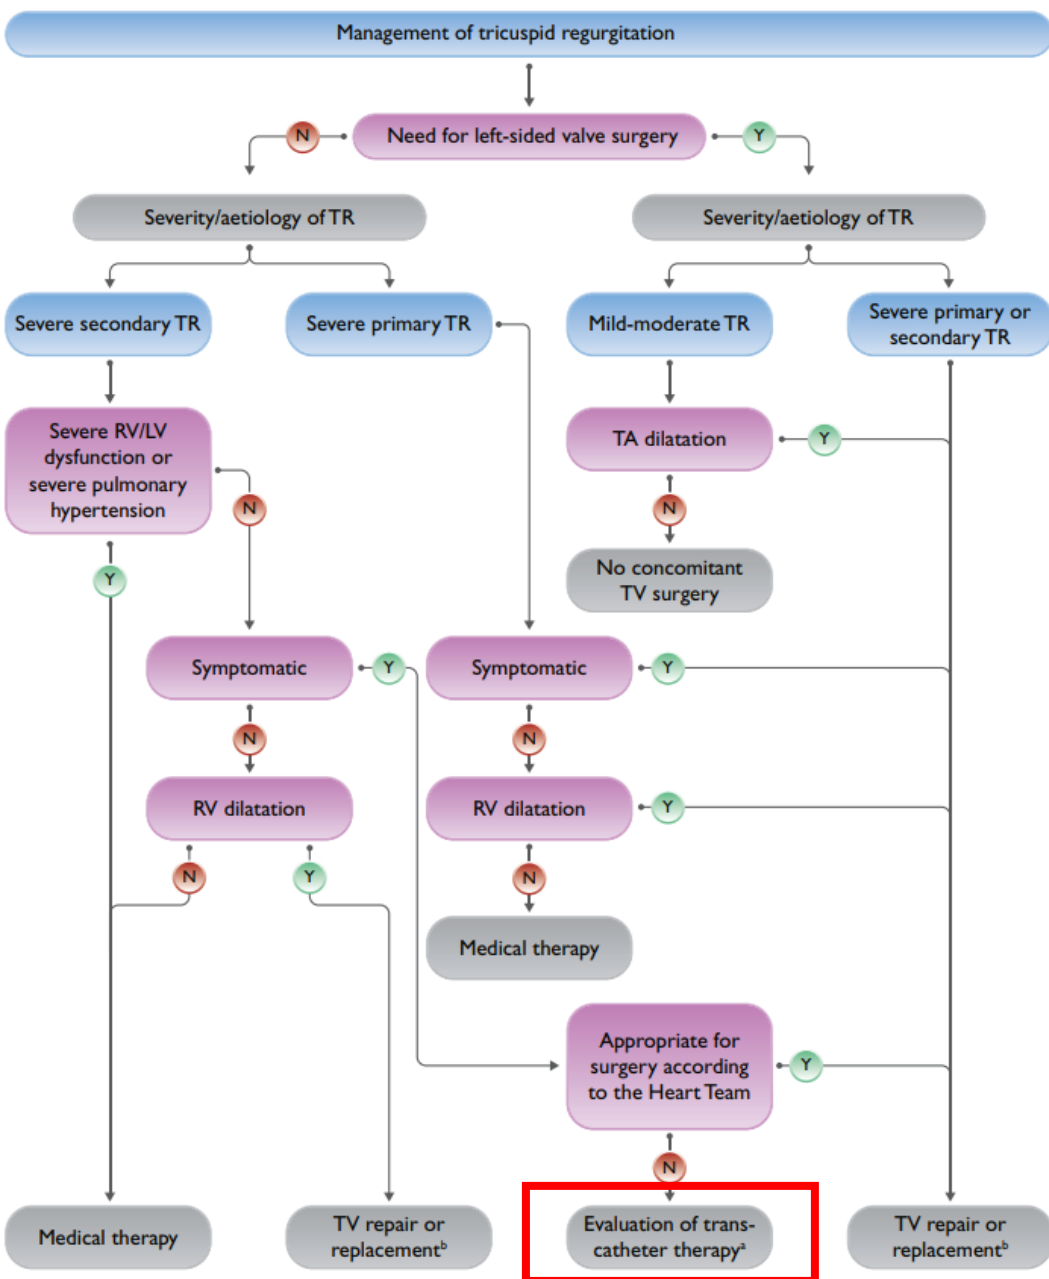 Management of tricuspid regurgitation
Need for left-sided valve surgery
N
Y
Severity/aetiology of TR
Severity/aetiology of TR
Severe secondary TR
Severe primary TR
Mild-moderate TR
Severe primary or
secondary TR
Severe RV/LV
dysfunction or
severe pulmonary
hypertension
TA dilatation
Y
N
N
Y
No concomitant
TV surgery
Symptomatic
Y
Symptomatic
Y
N
N
RV dilatation
RV dilatation
Y
N
Y
N
Medical therapy
Appropriate for
surgery according
to the Heart Team
Y
N
Medical therapy
TV repair or
replacementᵇ
Evaluation of trans-
catheter therapyᵃ
TV repair or
replacementᵇ